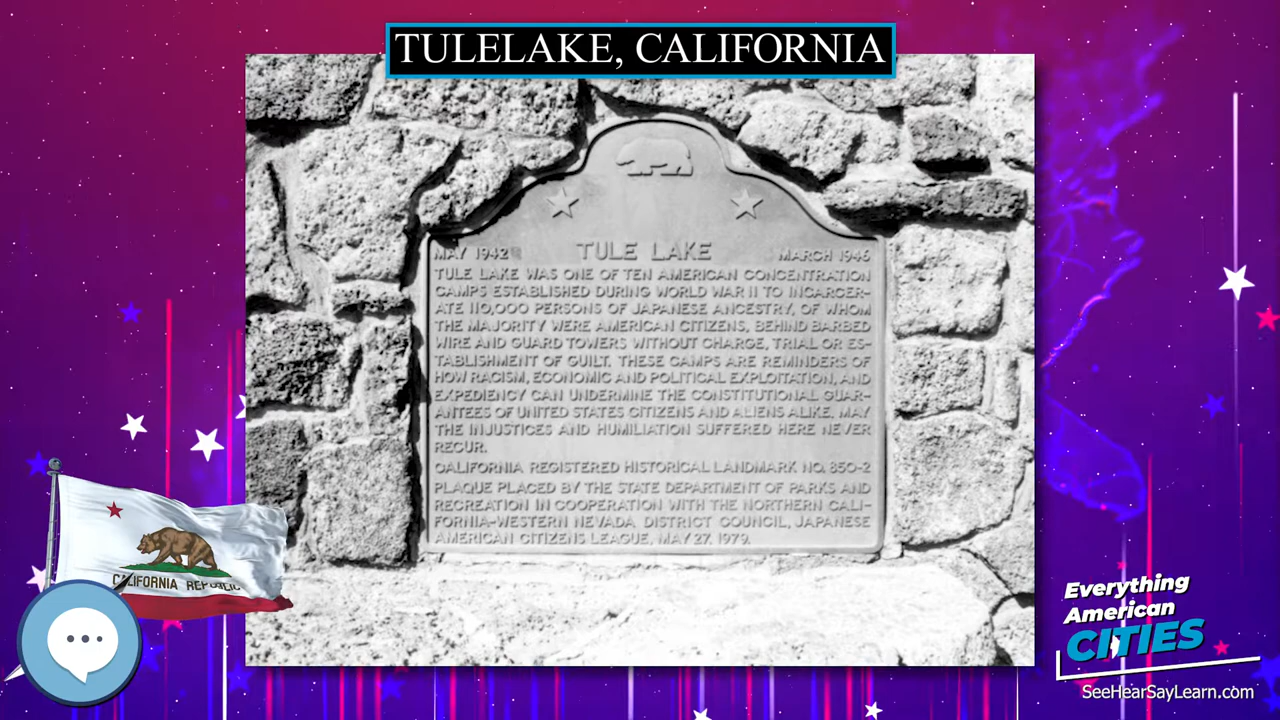 TULELAKE, CALIFORNIA
MAY 1942 TULE LAKE MARCH 1946
TULE LAKE WAS ONE OF TEN AMERICAN CONCENTRATION
CAMPS ESTABLISHED DURING WORLD WAR II TO INCARCER-
ATE 110,000 PERSONS OF JAPANESE ANCESTRY, OF WHOM
THE MAJORITY WERE AMERICAN CITIZENS, BEHIND BARBED
WIRE AND GUARD TOWERS WITHOUT CHARGE, TRIAL OR ES-
TABLISHMENT OF GUILT. THESE CAMPS ARE REMINDERS OF
HOW RACISM, ECONOMIC AND POLITICAL EXPLOITATION, AND
EXPEDIENCY CAN UNDERMINE THE CONSTITUTIONAL GUAR-
ANTEES OF UNITED STATES CITIZENS AND ALIENS ALIKE. MAY
THE INJUSTICES AND HUMILIATION SUFFERED HERE NEVER
RECUR.
CALIFORNIA REGISTERED HISTORICAL LANDMARK NO. 850-2
PLAQUE PLACED BY THE STATE DEPARTMENT OF PARKS AND
RECREATION IN COOPERATION WITH THE NORTHERN CALI-
FORNIA-WESTERN NEVADA DISTRICT COUNCIL, JAPANESE
AMERICAN CITIZENS LEAGUE, MAY 27, 1979.
CALIFORNIA REPUBLIC
Everything
American
CITIES
SeeHearSayLearn.com